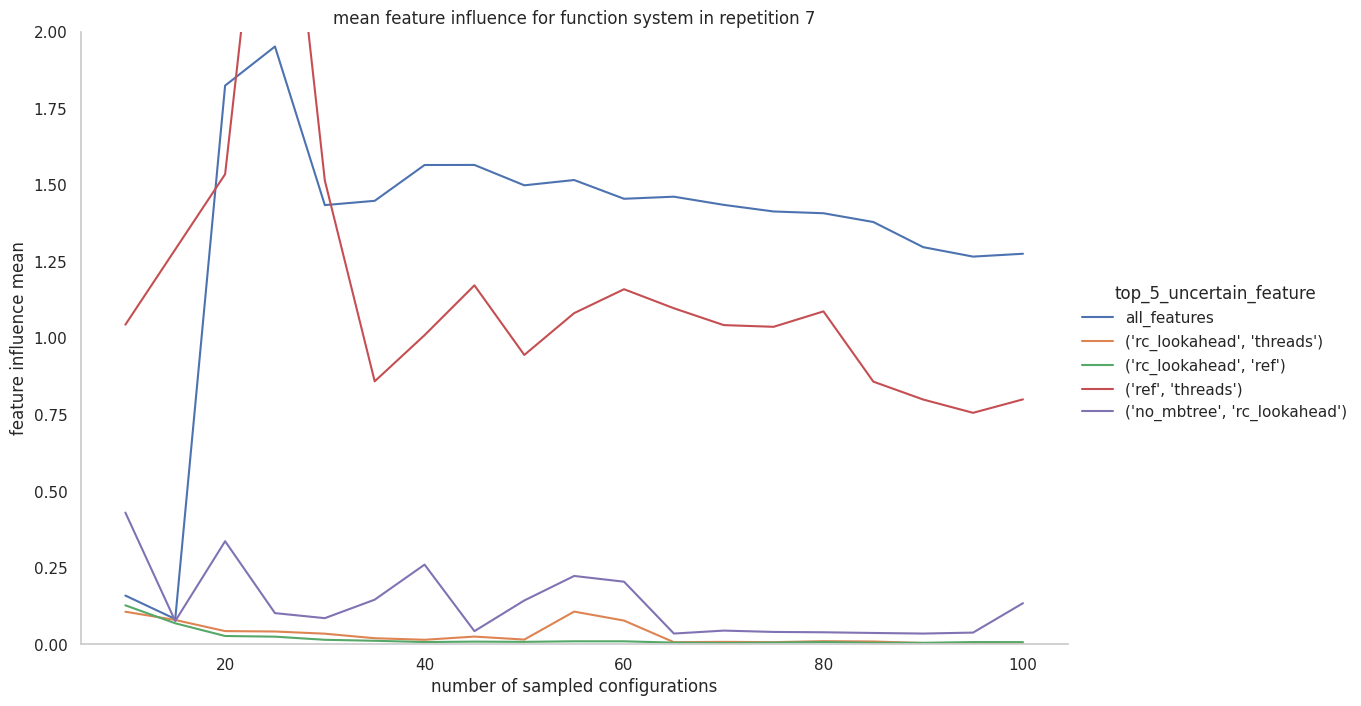 mean feature influence for function system in repetition 7
2.00
1.75
1.50
1.25
1.00
0.75
0.50
0.25
0.00
feature influence mean
20
40
60
80
100
number of sampled configurations
top_5_uncertain_feature
all_features
('rc_lookahead', 'threads')
('rc_lookahead', 'ref')
('ref', 'threads')
('no_mbtree', 'rc_lookahead')